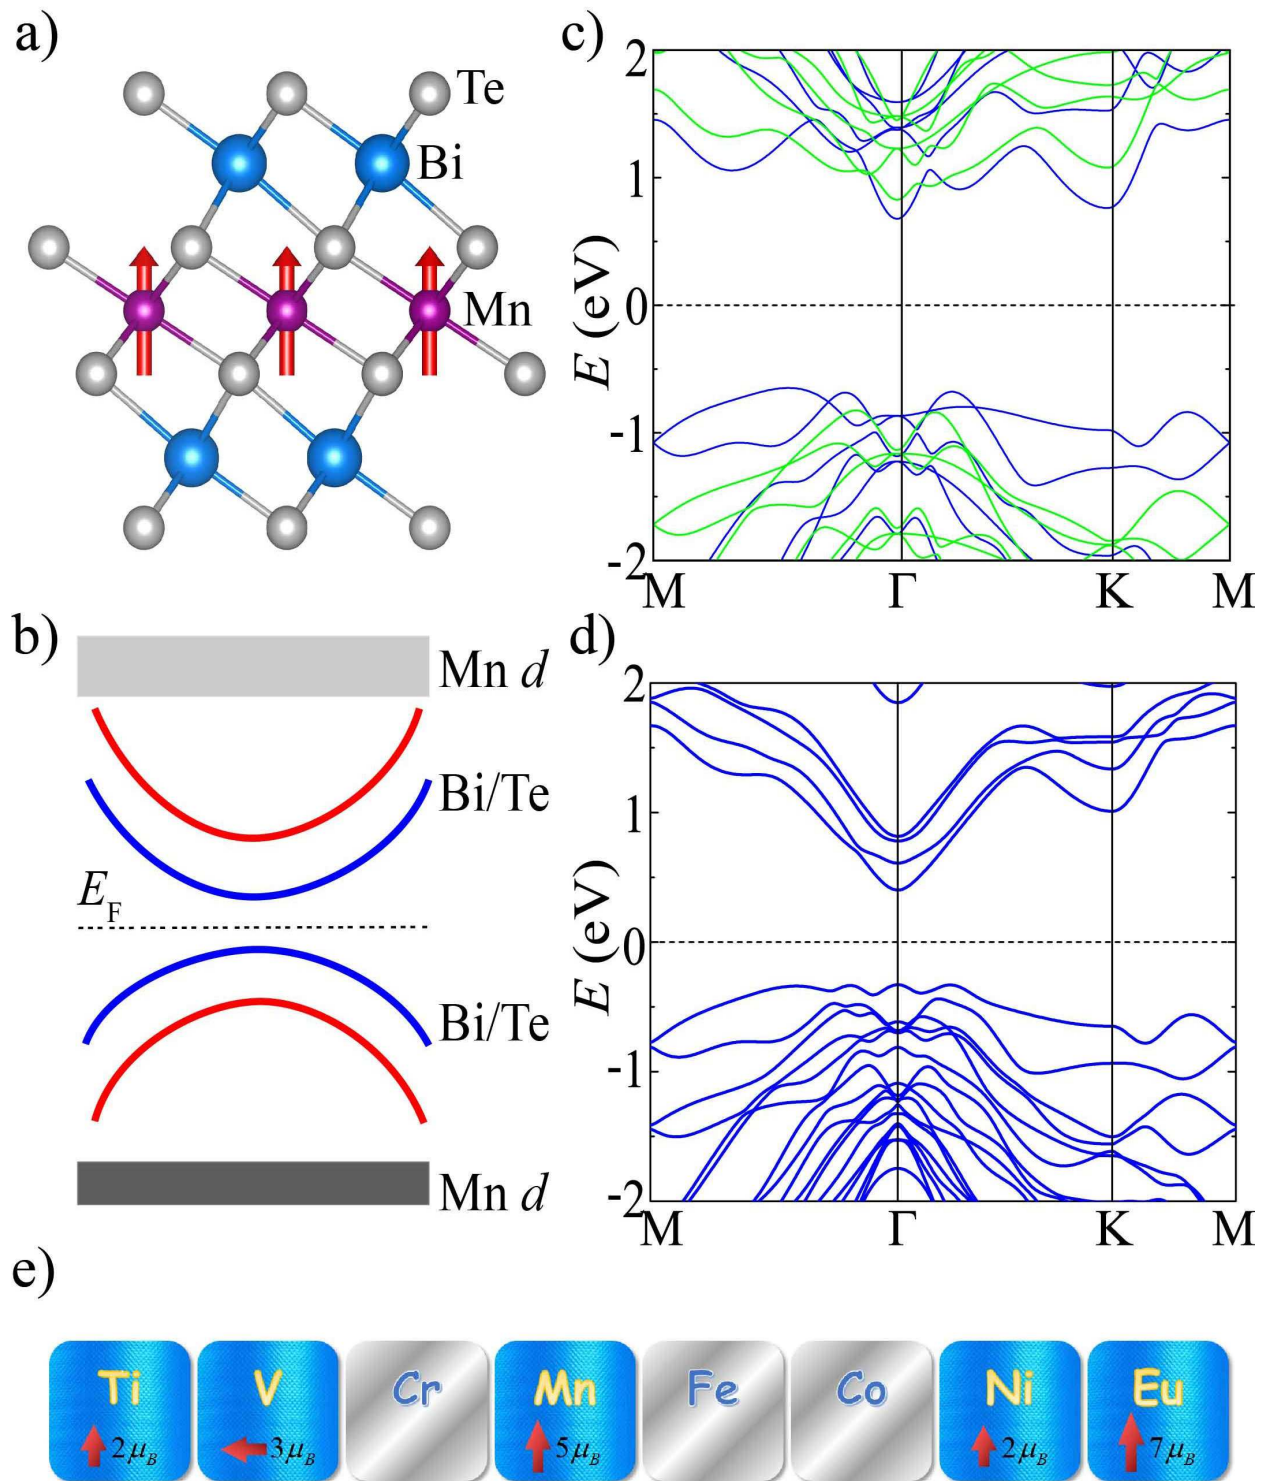 a)
Te
Bi
Mn
b)
Mn d
Bi/Te
E_F
Bi/Te
Mn d
c)
E (eV)
2
1
0
-1
-2
M Γ K M
d)
E (eV)
2
1
0
-1
-2
M Γ K M
e)
Ti V Cr Mn Fe Co Ni Eu
2μ_B 3μ_B 5μ_B 2μ_B 7μ_B